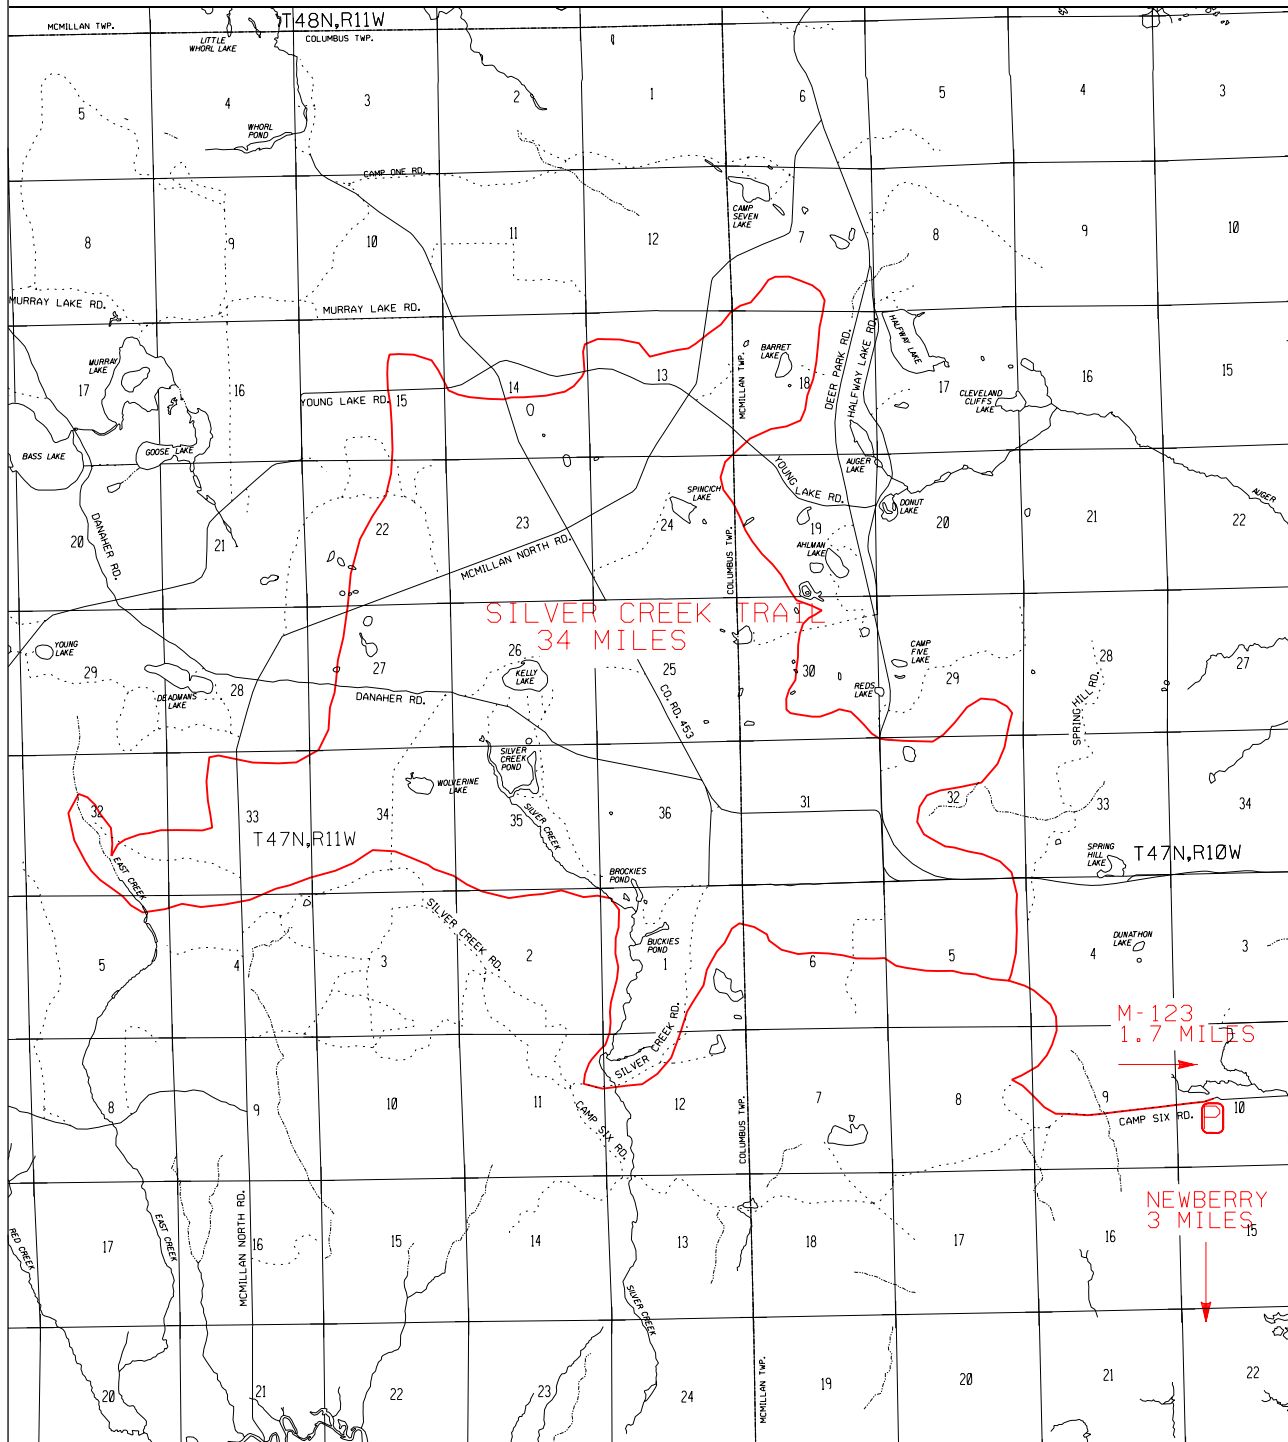 T48N,R11W
MCMILLAN TWP.
COLUMBUS TWP.
LITTLE
WHORL LAKE
5
4
3
2
1
6
5
4
3
WHORL
POND
CAMP ONE RD.
CAMP
SEVEN
LAKE
8
9
10
11
12
7
8
9
10
MURRAY LAKE RD.
MURRAY LAKE RD.
MURRAY
LAKE
BARRET
LAKE
MCMILLAN TWP.
DEER PARK RD.
HALFWAY LAKE RD.
HALFWAY LAKE
17
16
YOUNG LAKE RD.
15
14
13
18
17
16
15
CLEVELAND
CLIFFS
LAKE
BASS LAKE
GOOSE LAKE
AUGER
LAKE
YOUNG
LAKE RD.
SPINCICH
LAKE
DONUT
LAKE
AUGER
DANAHER RD.
20
21
22
23
24
19
20
21
22
MCMILLAN NORTH RD.
AHLMAN
LAKE
COLUMBUS TWP.
SILVER CREEK TRAIL
34 MILES
YOUNG
LAKE
29
28
27
26
25
30
29
28
27
CAMP
FIVE
LAKE
KELLY
LAKE
DEADMANS
LAKE
DANAHER RD.
CO. RD. 453
REDS
LAKE
SPRING HILL RD.
SILVER
CREEK
POND
WOLVERINE
LAKE
SILVER CREEK
32
33
34
35
36
31
32
33
34
T47N,R11W
T47N,R10W
SPRING
HILL
LAKE
EAST CREEK
BROCKIES
POND
SILVER CREEK RD.
BUCKIES
POND
DUNATHON
LAKE
5
4
3
2
1
6
5
4
3
M-123
1.7 MILES
SILVER CREEK RD.
8
9
10
11
12
7
8
9
10
CAMP SIX RD.
CAMP SIX RD.
P
COLUMBUS TWP.
NEWBERRY
3 MILES
MCMILLAN NORTH RD.
RED CREEK
EAST CREEK
17
16
15
14
13
18
17
16
15
SILVER CREEK
20
21
22
23
24
19
20
21
22
MCMILLAN TWP.